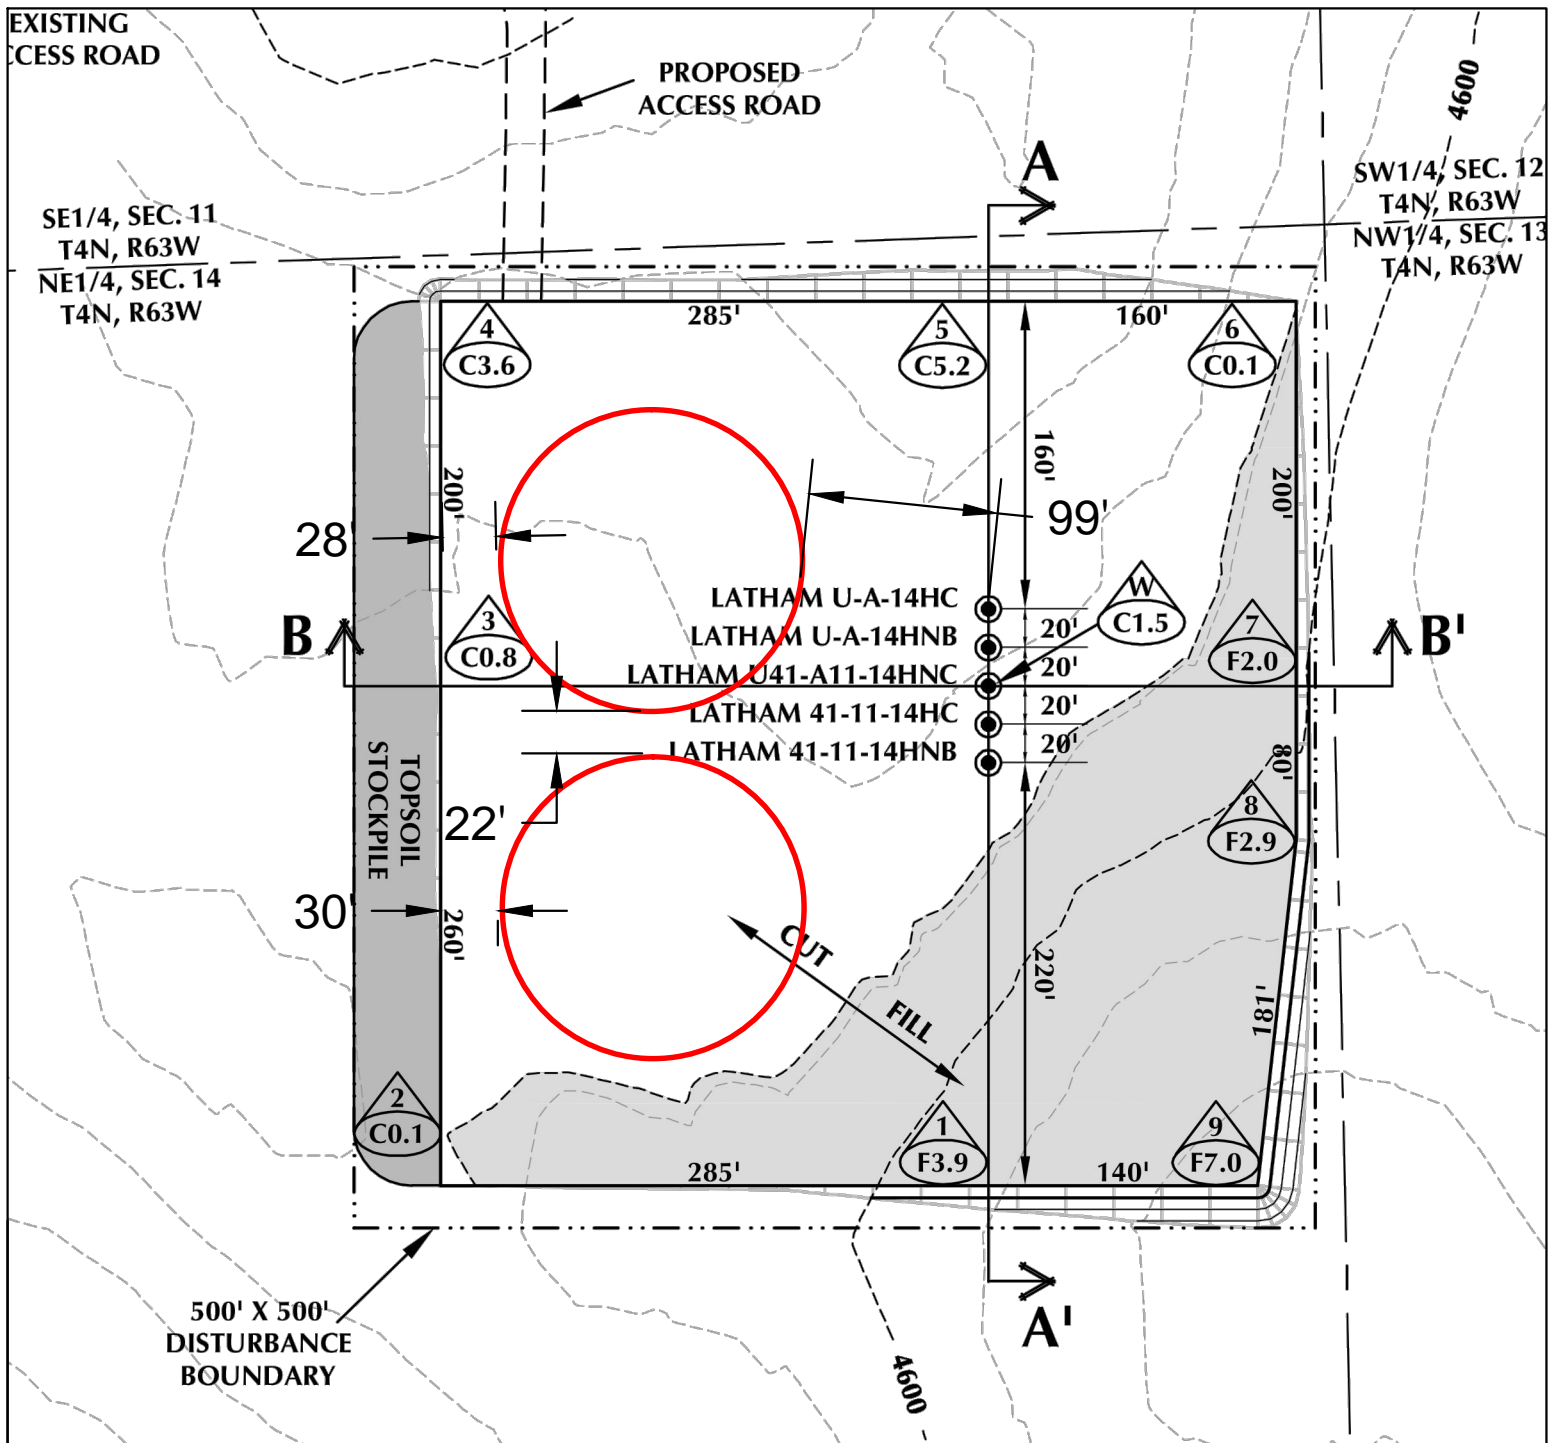 EXISTING
CCESS ROAD
PROPOSED
ACCESS ROAD
4600
A
SW1/4, SEC. 12
T4N, R63W
NW1/4, SEC. 13
T4N, R63W
SE1/4, SEC. 11
T4N, R63W
NE1/4, SEC. 14
T4N, R63W
285'
160'
4
C3.6
5
C5.2
6
C0.1
160'
200'
200'
28'
99'
LATHAM U-A-14HC
LATHAM U-A-14HNB
LATHAM U41-A11-14HNC
LATHAM 41-11-14HC
LATHAM 41-11-14HNB
20'
20'
20'
20'
W
C1.5
3
C0.8
7
F2.0
B
B'
TOPSOIL
STOCKPILE
22'
80'
8
F2.9
30'
260'
CUT
FILL
220'
181'
2
C0.1
1
F3.9
9
F7.0
285'
140'
500' X 500'
DISTURBANCE
BOUNDARY
A'
4600